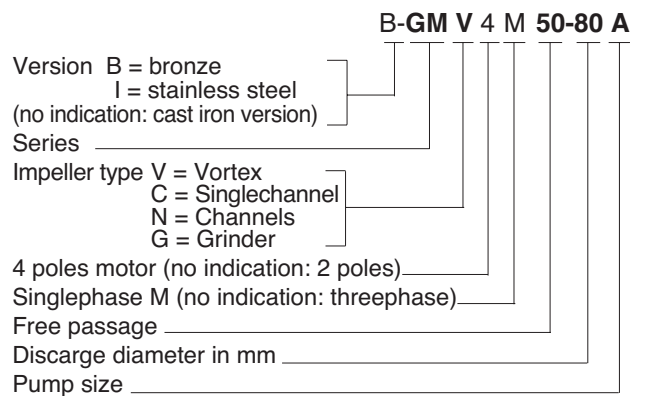 B-GM V 4 M 50-80 A
Version B = bronze
I = stainless steel
(no indication: cast iron version)
Series
Impeller type V = Vortex
C = Singlechannel
N = Channels
G = Grinder
4 poles motor (no indication: 2 poles)
Singlephase M (no indication: threephase)
Free passage
Discarge diameter in mm
Pump size